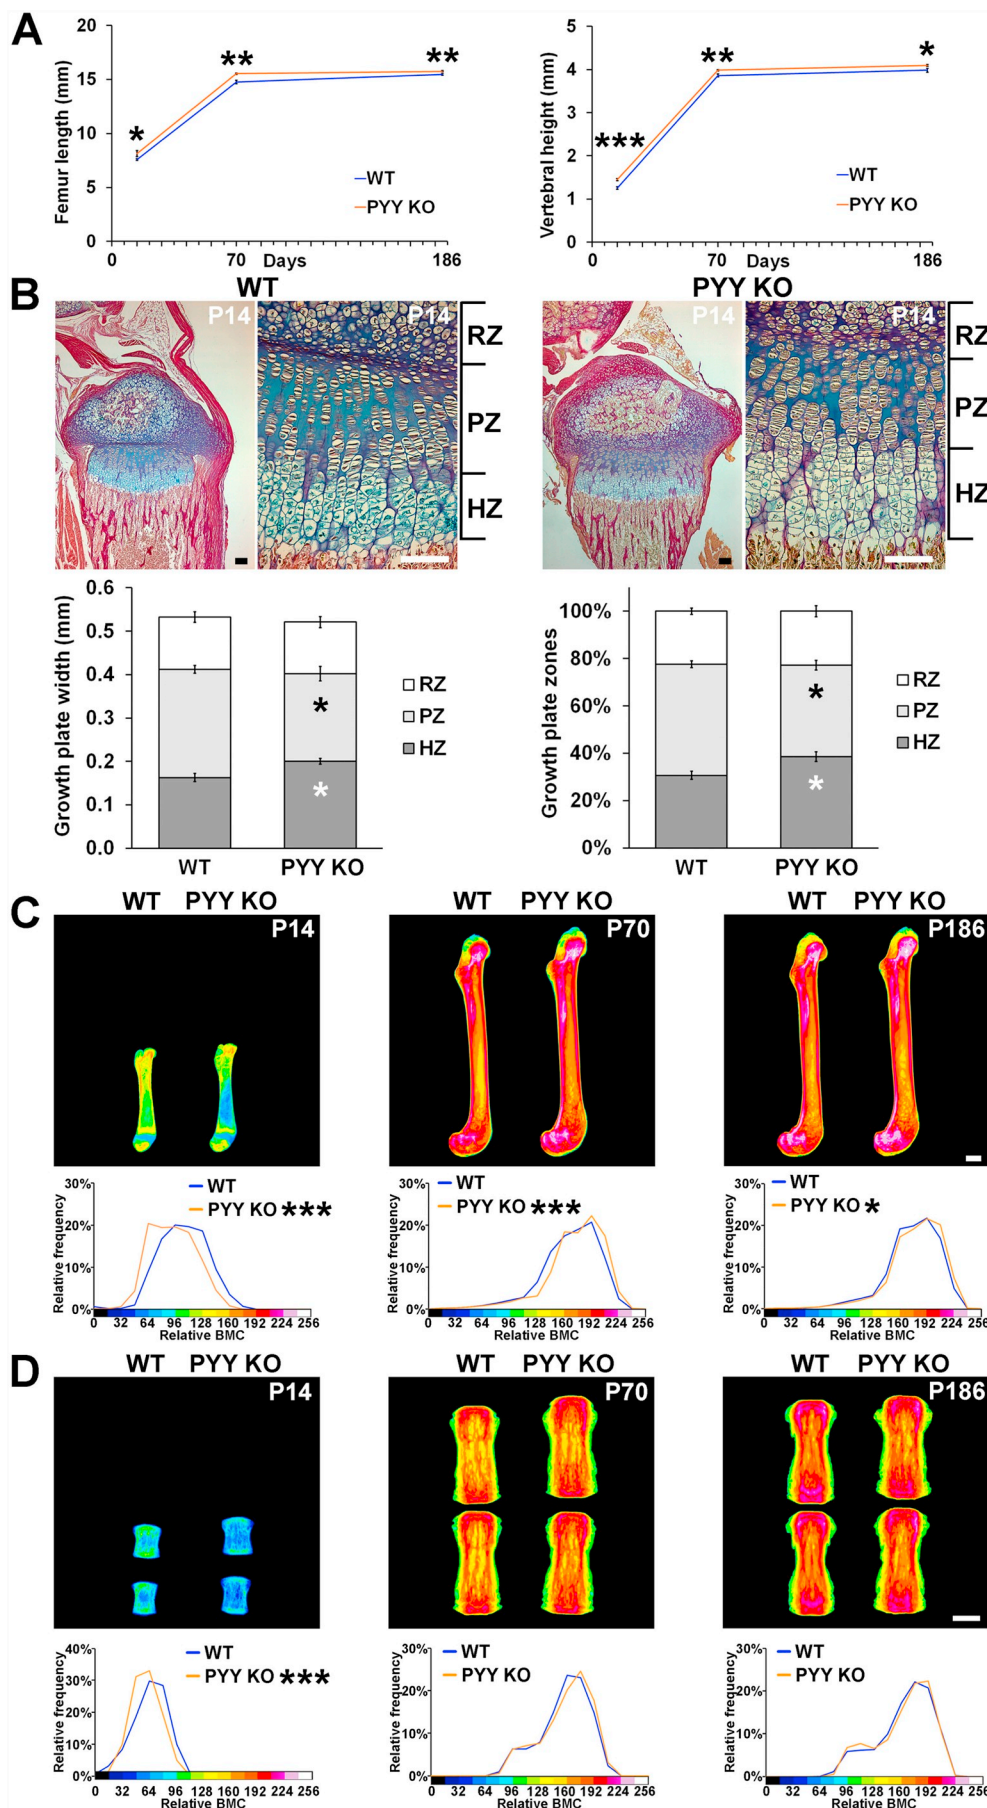 A
20
15
10
5
0
Femur length (mm)
*
**
**
WT
PYY KO
0 70 Days 186
5
4
3
2
1
0
Vertebral height (mm)
***
**
*
WT
PYY KO
0 70 Days 186
B
WT PYY KO
P14 P14
RZ
PZ
HZ
P14 P14
RZ
PZ
HZ
0.6
0.5
0.4
0.3
0.2
0.1
0.0
Growth plate width (mm)
*
*
RZ
PZ
HZ
WT PYY KO
100%
80%
60%
40%
20%
0%
Growth plate zones
*
*
RZ
PZ
HZ
WT PYY KO
C
WT PYY KO
P14
WT PYY KO
P70
WT PYY KO
P186
30%
20%
10%
0%
Relative frequency
WT
PYY KO ***
0 32 64 96 128 160 192 224 256
Relative BMC
30%
20%
10%
0%
Relative frequency
WT
PYY KO ***
0 32 64 96 128 160 192 224 256
Relative BMC
30%
20%
10%
0%
Relative frequency
WT
PYY KO *
0 32 64 96 128 160 192 224 256
Relative BMC
D
WT PYY KO
P14
WT PYY KO
P70
WT PYY KO
P186
40%
30%
20%
10%
0%
Relative frequency
WT
PYY KO ***
0 32 64 96 128 160 192 224 256
Relative BMC
30%
20%
10%
0%
Relative frequency
WT
PYY KO
0 32 64 96 128 160 192 224 256
Relative BMC
30%
20%
10%
0%
Relative frequency
WT
PYY KO
0 32 64 96 128 160 192 224 256
Relative BMC